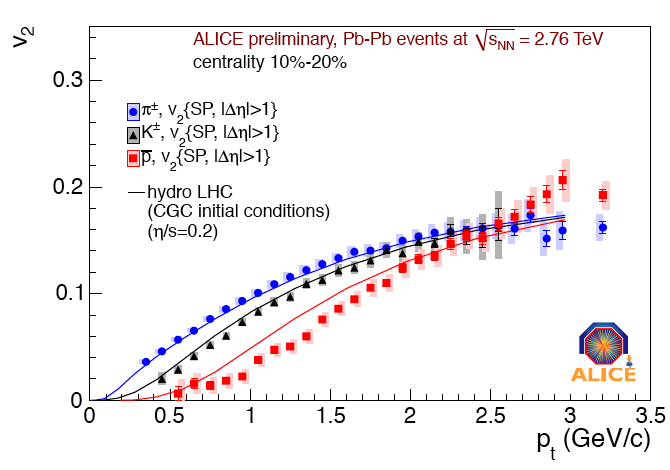 v2
ALICE preliminary, Pb-Pb events at √sNN = 2.76 TeV
centrality 10%-20%
π±, v2{SP, |Δη|>1}
K±, v2{SP, |Δη|>1}
p̅, v2{SP, |Δη|>1}
hydro LHC
(CGC initial conditions)
(η/s=0.2)
0.3
0.2
0.1
0
ALICE
0 0.5 1 1.5 2 2.5 3 3.5
pt (GeV/c)